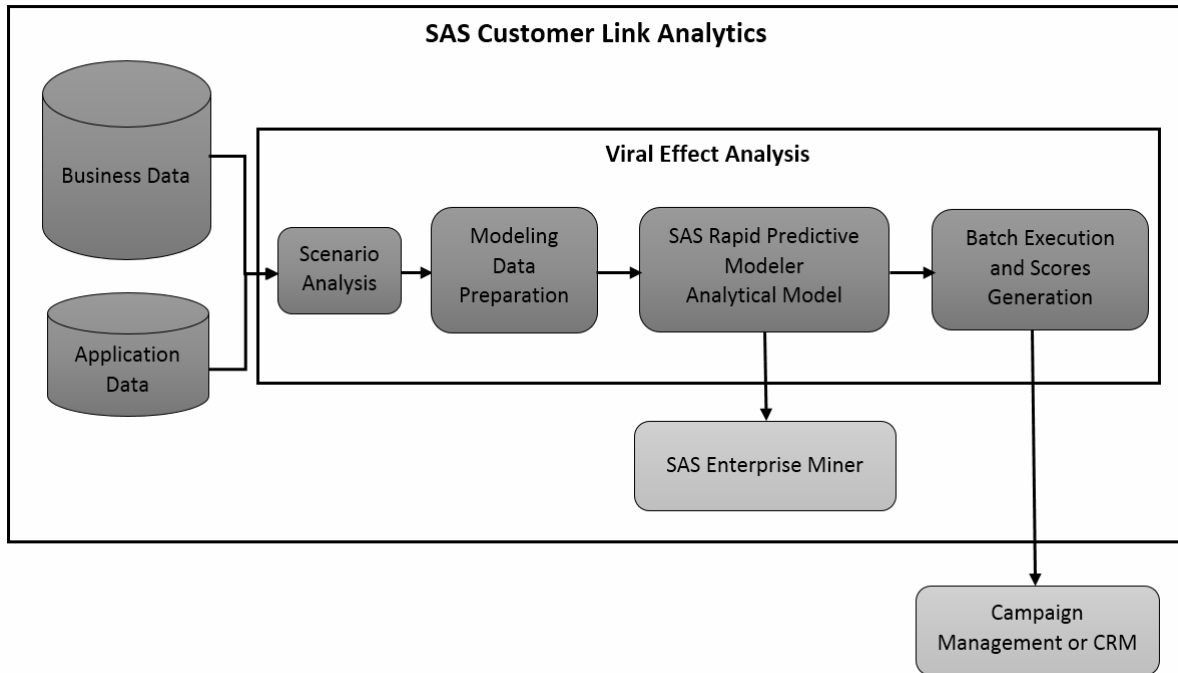 SAS Customer Link Analytics
Business Data
Viral Effect Analysis
Scenario
Analysis
Modeling
Data
Preparation
SAS Rapid Predictive
Modeler
Analytical Model
Batch Execution
and Scores
Generation
Application
Data
SAS Enterprise Miner
Campaign
Management or CRM